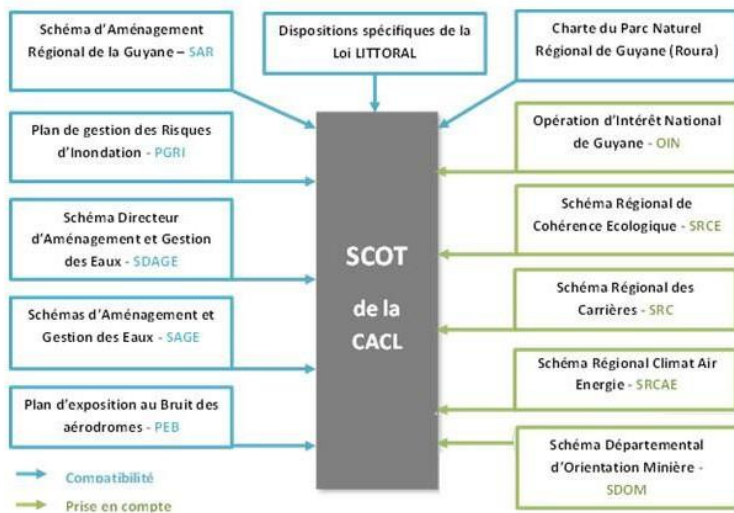 Schéma d'Aménagement
Régional de la Guyane – SAR
Dispositions spécifiques de la
Loi LITTORAL
Charte du Parc Naturel
Régional de Guyane (Roura)
Plan de gestion des Risques
d'Inondation - PGRI
Schéma Directeur
d'Aménagement et Gestion
des Eaux - SDAGE
Schémas d'Aménagement et
Gestion des Eaux - SAGE
Plan d'exposition au Bruit des
aérodromes - PEB
SCOT
de la
CACL
Opération d'Intérêt National
de Guyane - OIN
Schéma Régional de
Cohérence Ecologique - SRCE
Schéma Régional des
Carrières - SRC
Schéma Régional Climat Air
Energie - SRCAE
Schéma Départemental
d'Orientation Minière -
SDOM
Compatibilité
Prise en compte